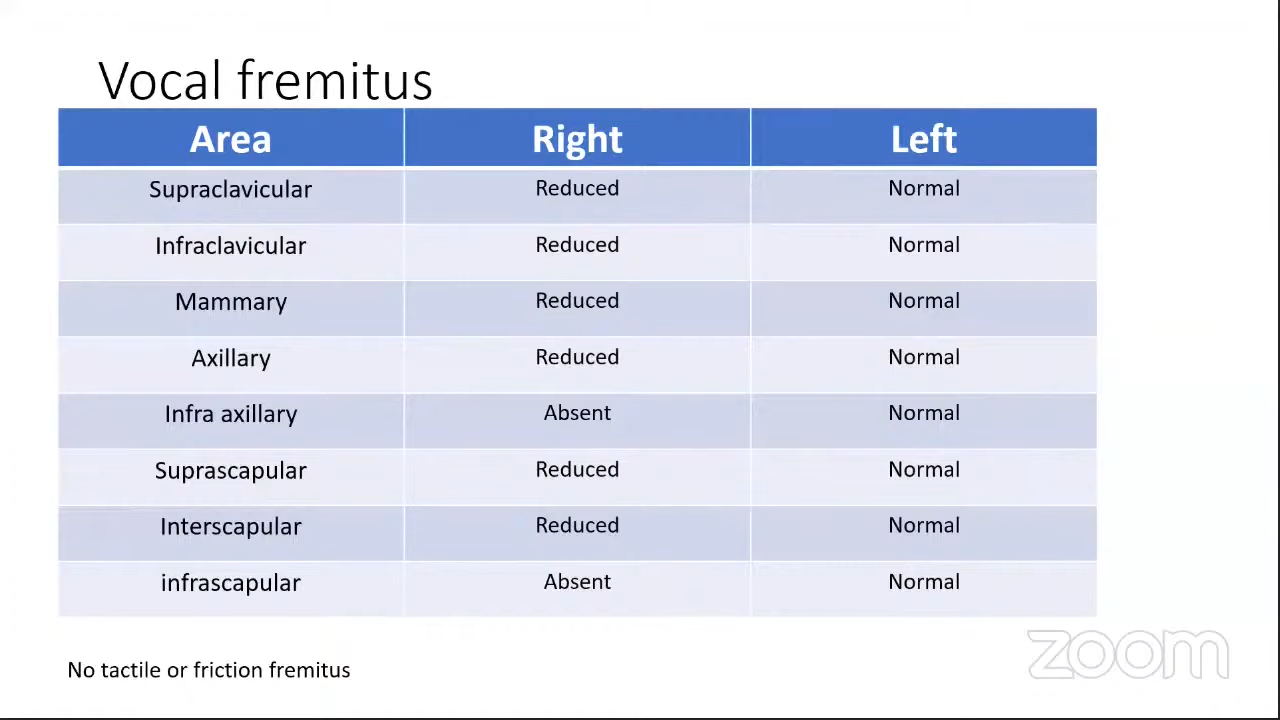 Vocal fremitus
Area Right Left
Supraclavicular Reduced Normal
Infraclavicular Reduced Normal
Mammary Reduced Normal
Axillary Reduced Normal
Infra axillary Absent Normal
Suprascapular Reduced Normal
Interscapular Reduced Normal
infrascapular Absent Normal
No tactile or friction fremitus
zoom